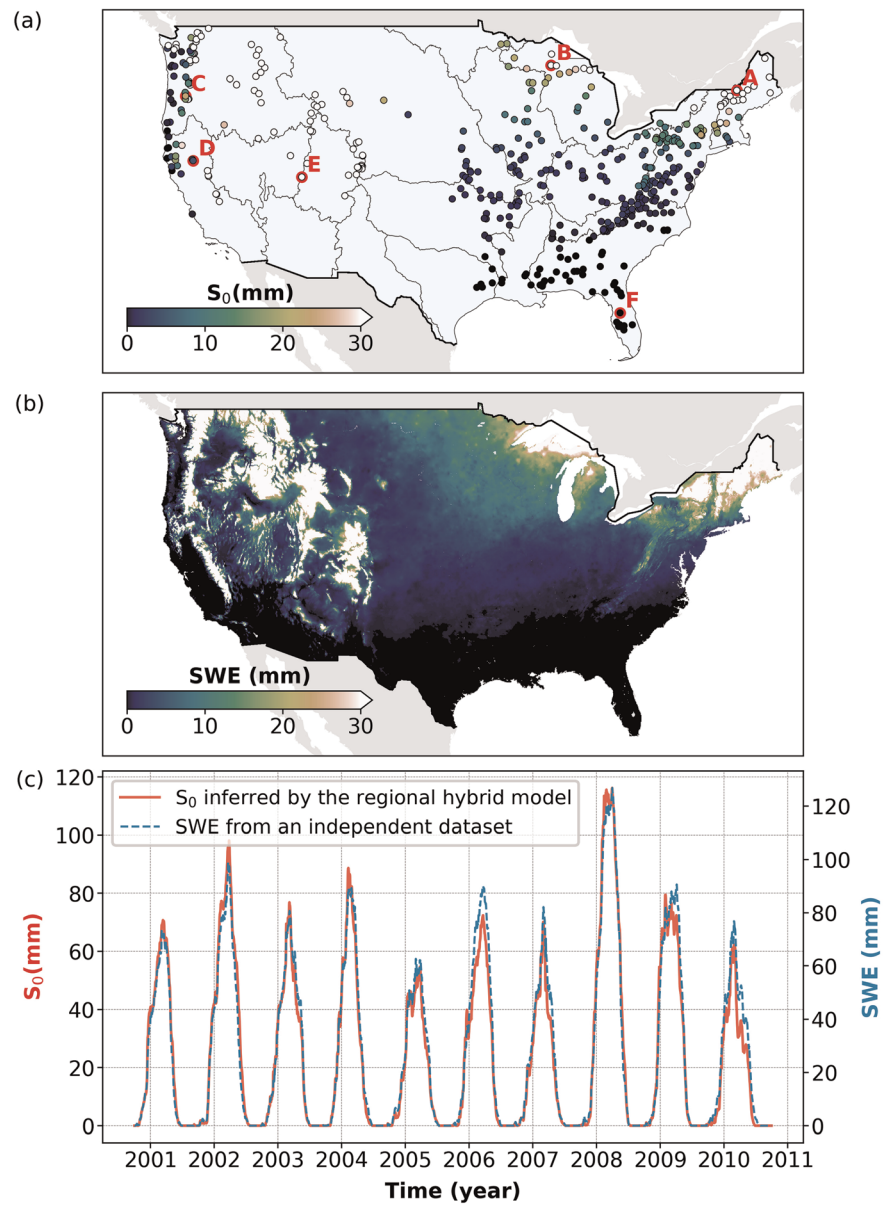 (a)
B
A
C
D
E
F
S₀(mm)
0 10 20 30
(b)
SWE (mm)
0 10 20 30
(c)
S₀ inferred by the regional hybrid model
SWE from an independent dataset
120
100
80
60
40
20
0
S₀(mm)
120
100
80
60
40
20
0
SWE (mm)
2001 2002 2003 2004 2005 2006 2007 2008 2009 2010 2011
Time (year)